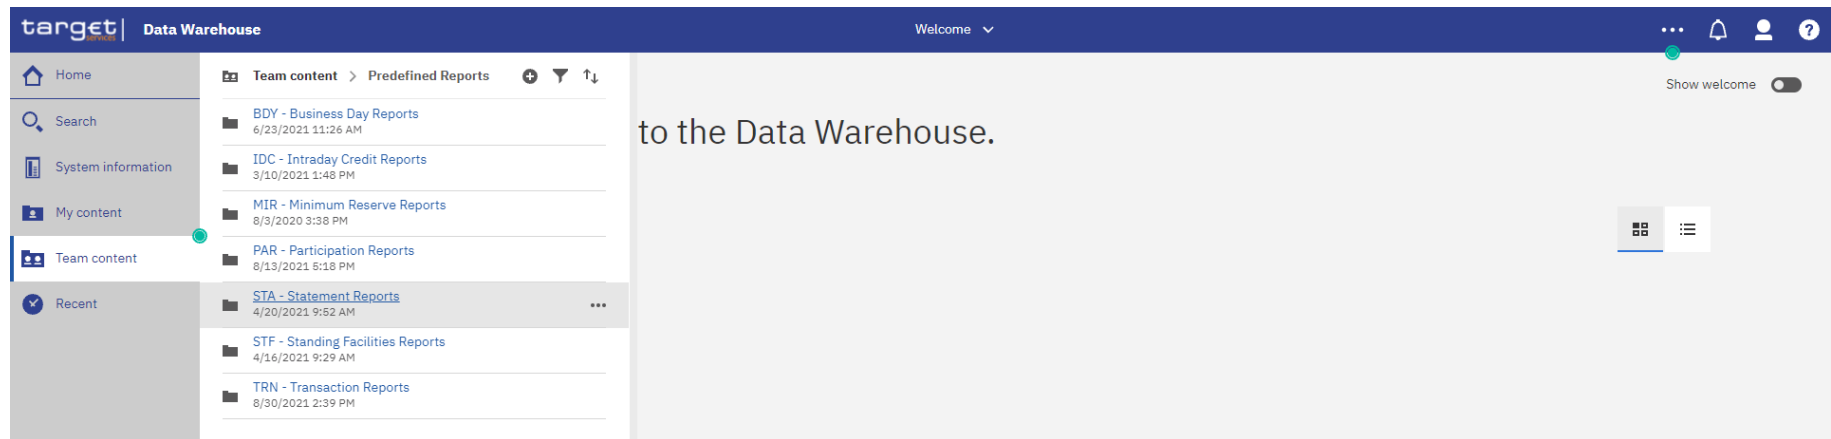 target services | Data Warehouse
Welcome
Home
Search
System information
My content
Team content
Recent
Team content > Predefined Reports
BDY - Business Day Reports
6/23/2021 11:26 AM
IDC - Intraday Credit Reports
3/10/2021 1:48 PM
MIR - Minimum Reserve Reports
8/3/2020 3:38 PM
PAR - Participation Reports
8/13/2021 5:18 PM
STA - Statement Reports
4/20/2021 9:52 AM
STF - Standing Facilities Reports
4/16/2021 9:29 AM
TRN - Transaction Reports
8/30/2021 2:39 PM
Show welcome
to the Data Warehouse.